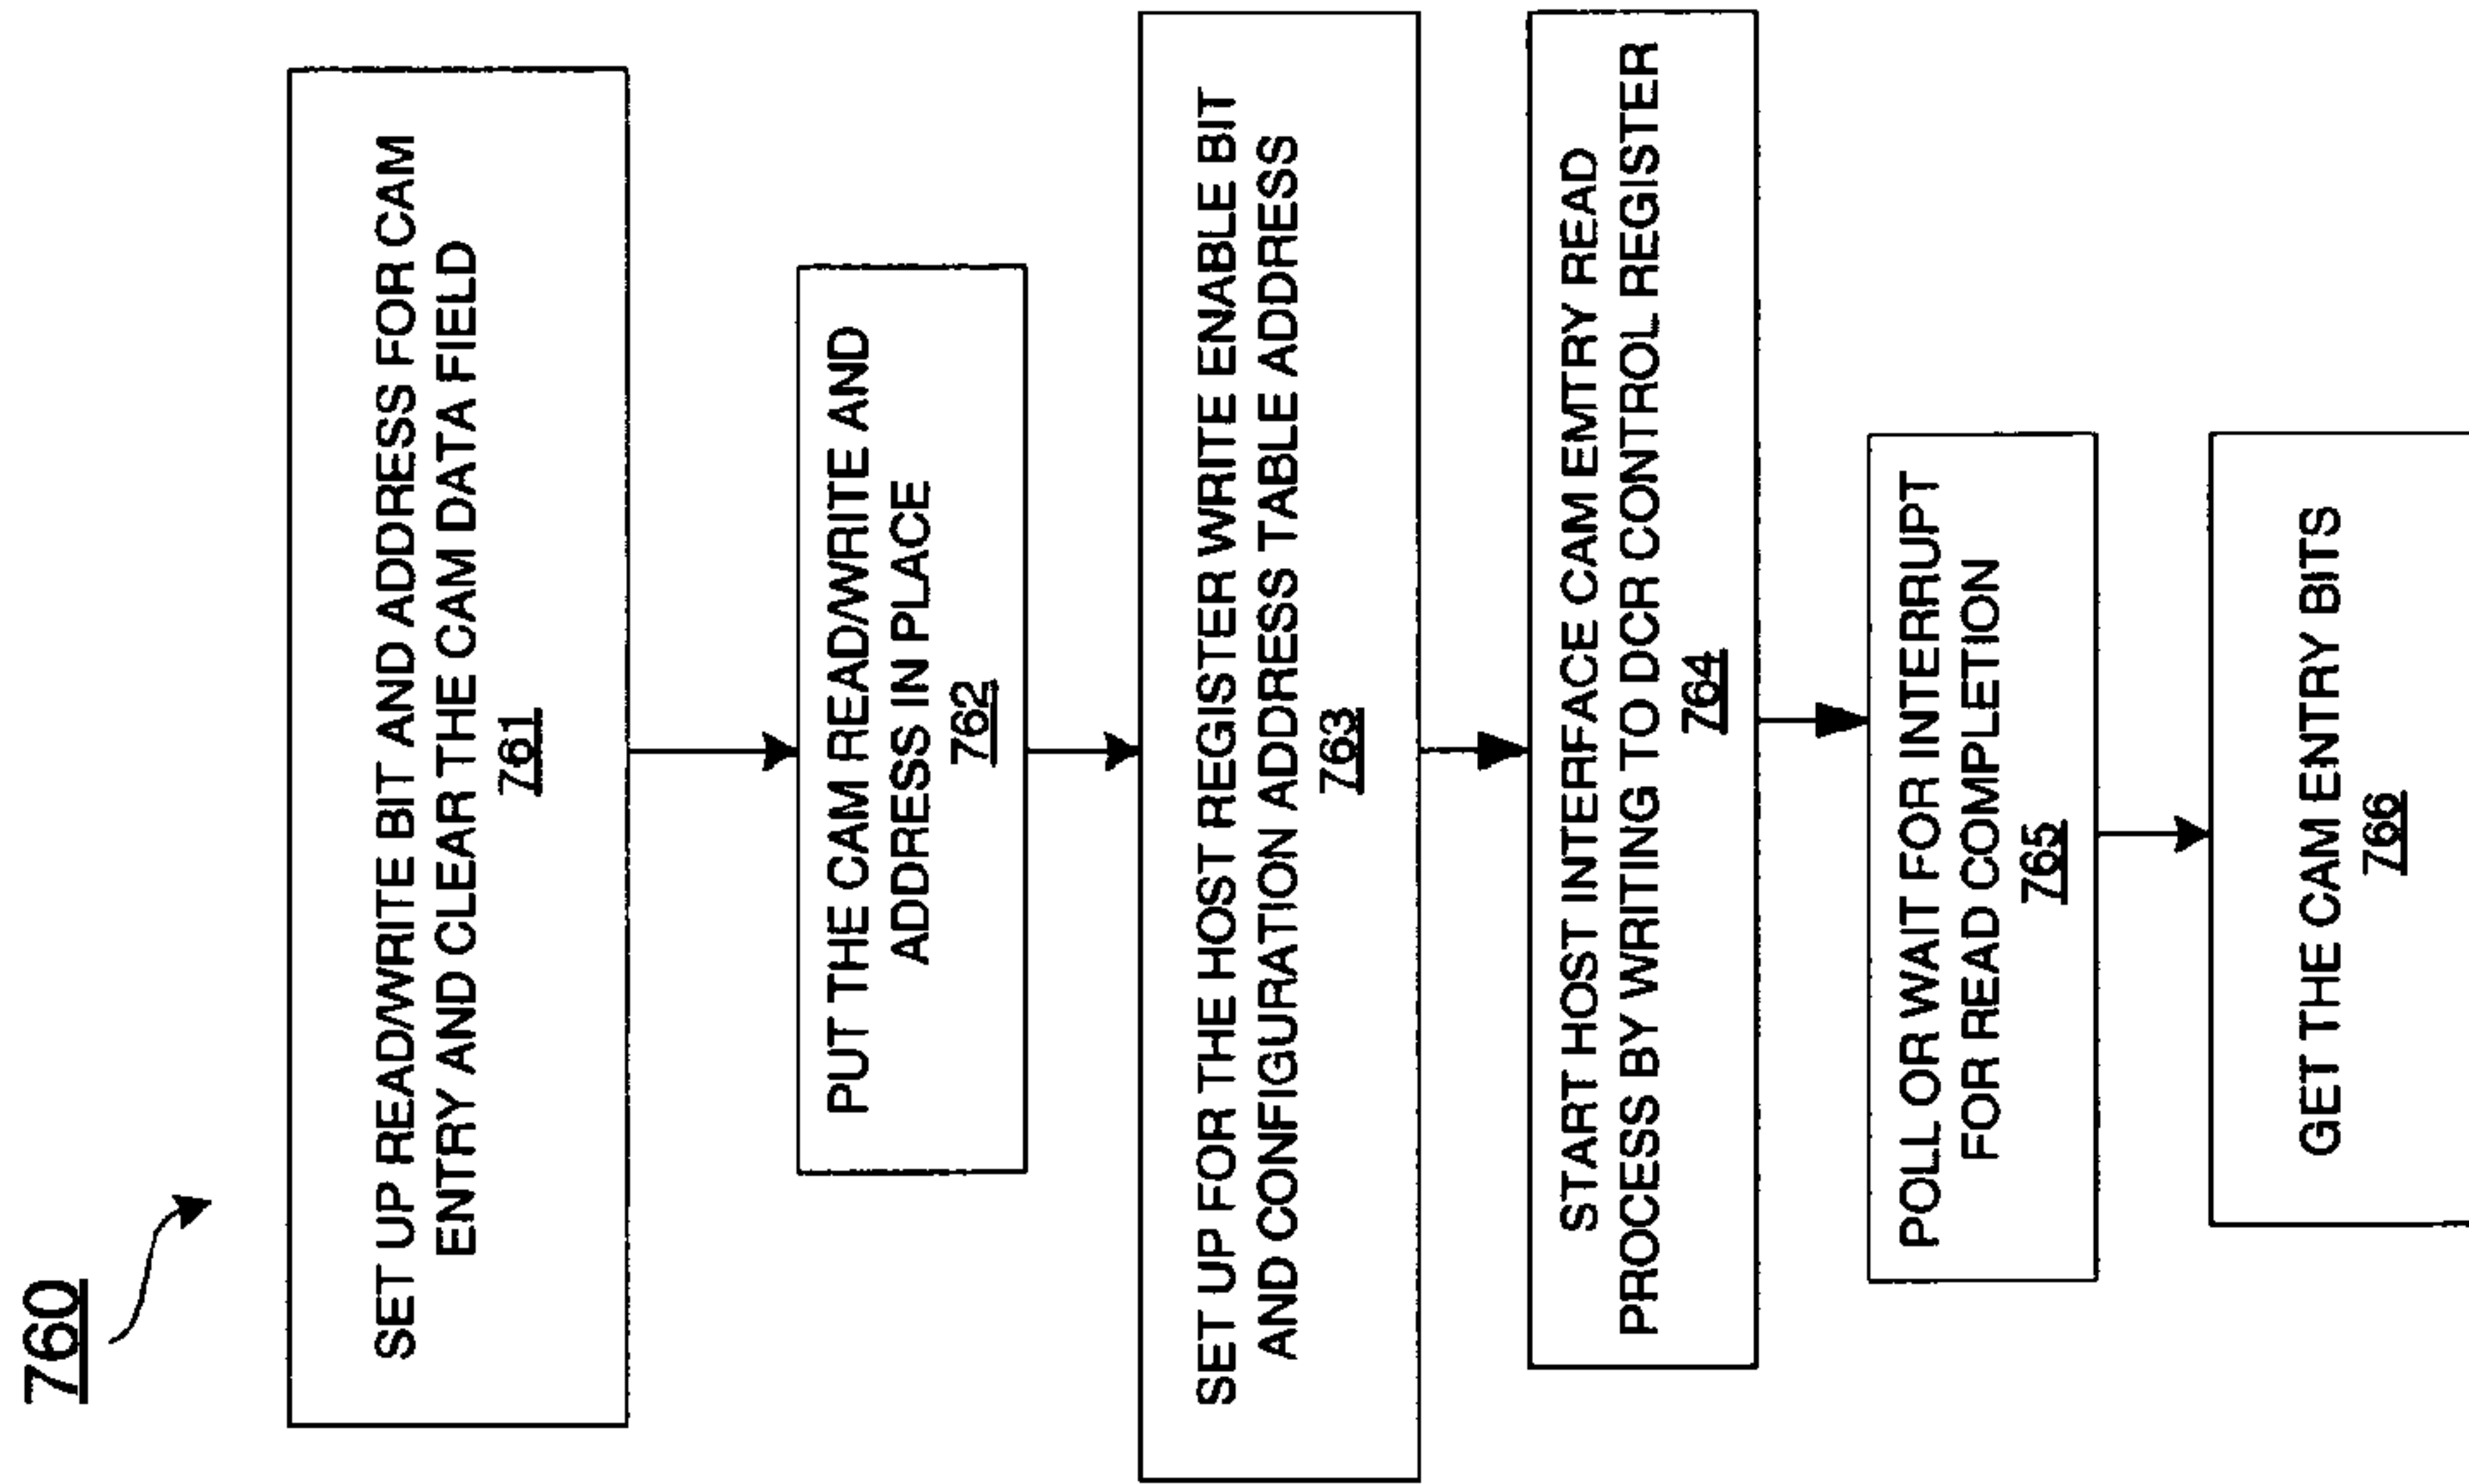 760
SET UP READ/WRITE BIT AND ADDRESS FOR CAM
ENTRY AND CLEAR THE CAM DATA FIELD
761
PUT THE CAM READ/WRITE AND
ADDRESS IN PLACE
762
SET UP FOR THE HOST REGISTER WRITE ENABLE BIT
AND CONFIGURATION ADDRESS TABLE ADDRESS
763
START HOST INTERFACE CAM EMTRY READ
PROCESS BY WRITING TO DCR CONTROL REGISTER
764
POLL OR WAIT FOR INTERRUPT
FOR READ COMPLETION
765
GET THE CAM ENTRY BITS
766